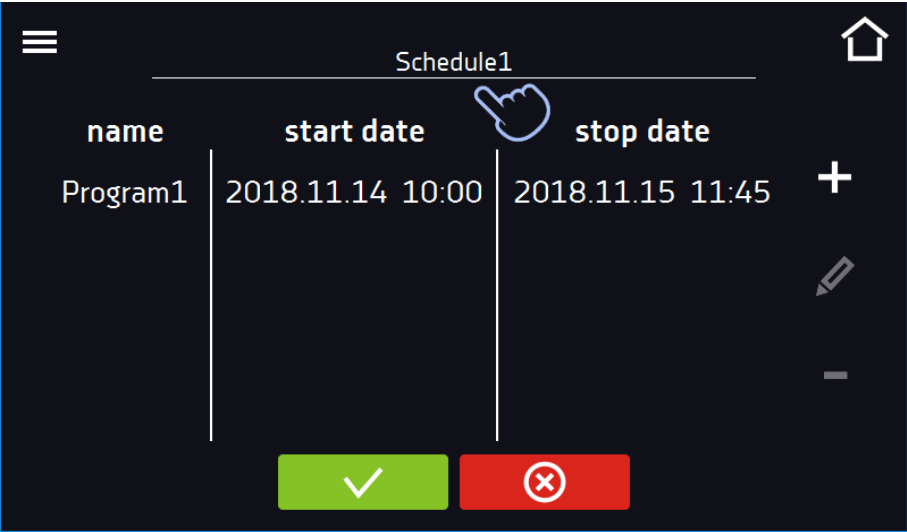 Schedule1
name start date stop date
Program1 2018.11.14 10:00 2018.11.15 11:45